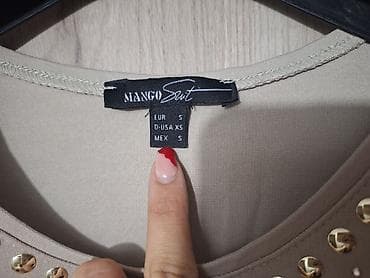 MANGO Suit
EUR S
D-USA XS
MEX S